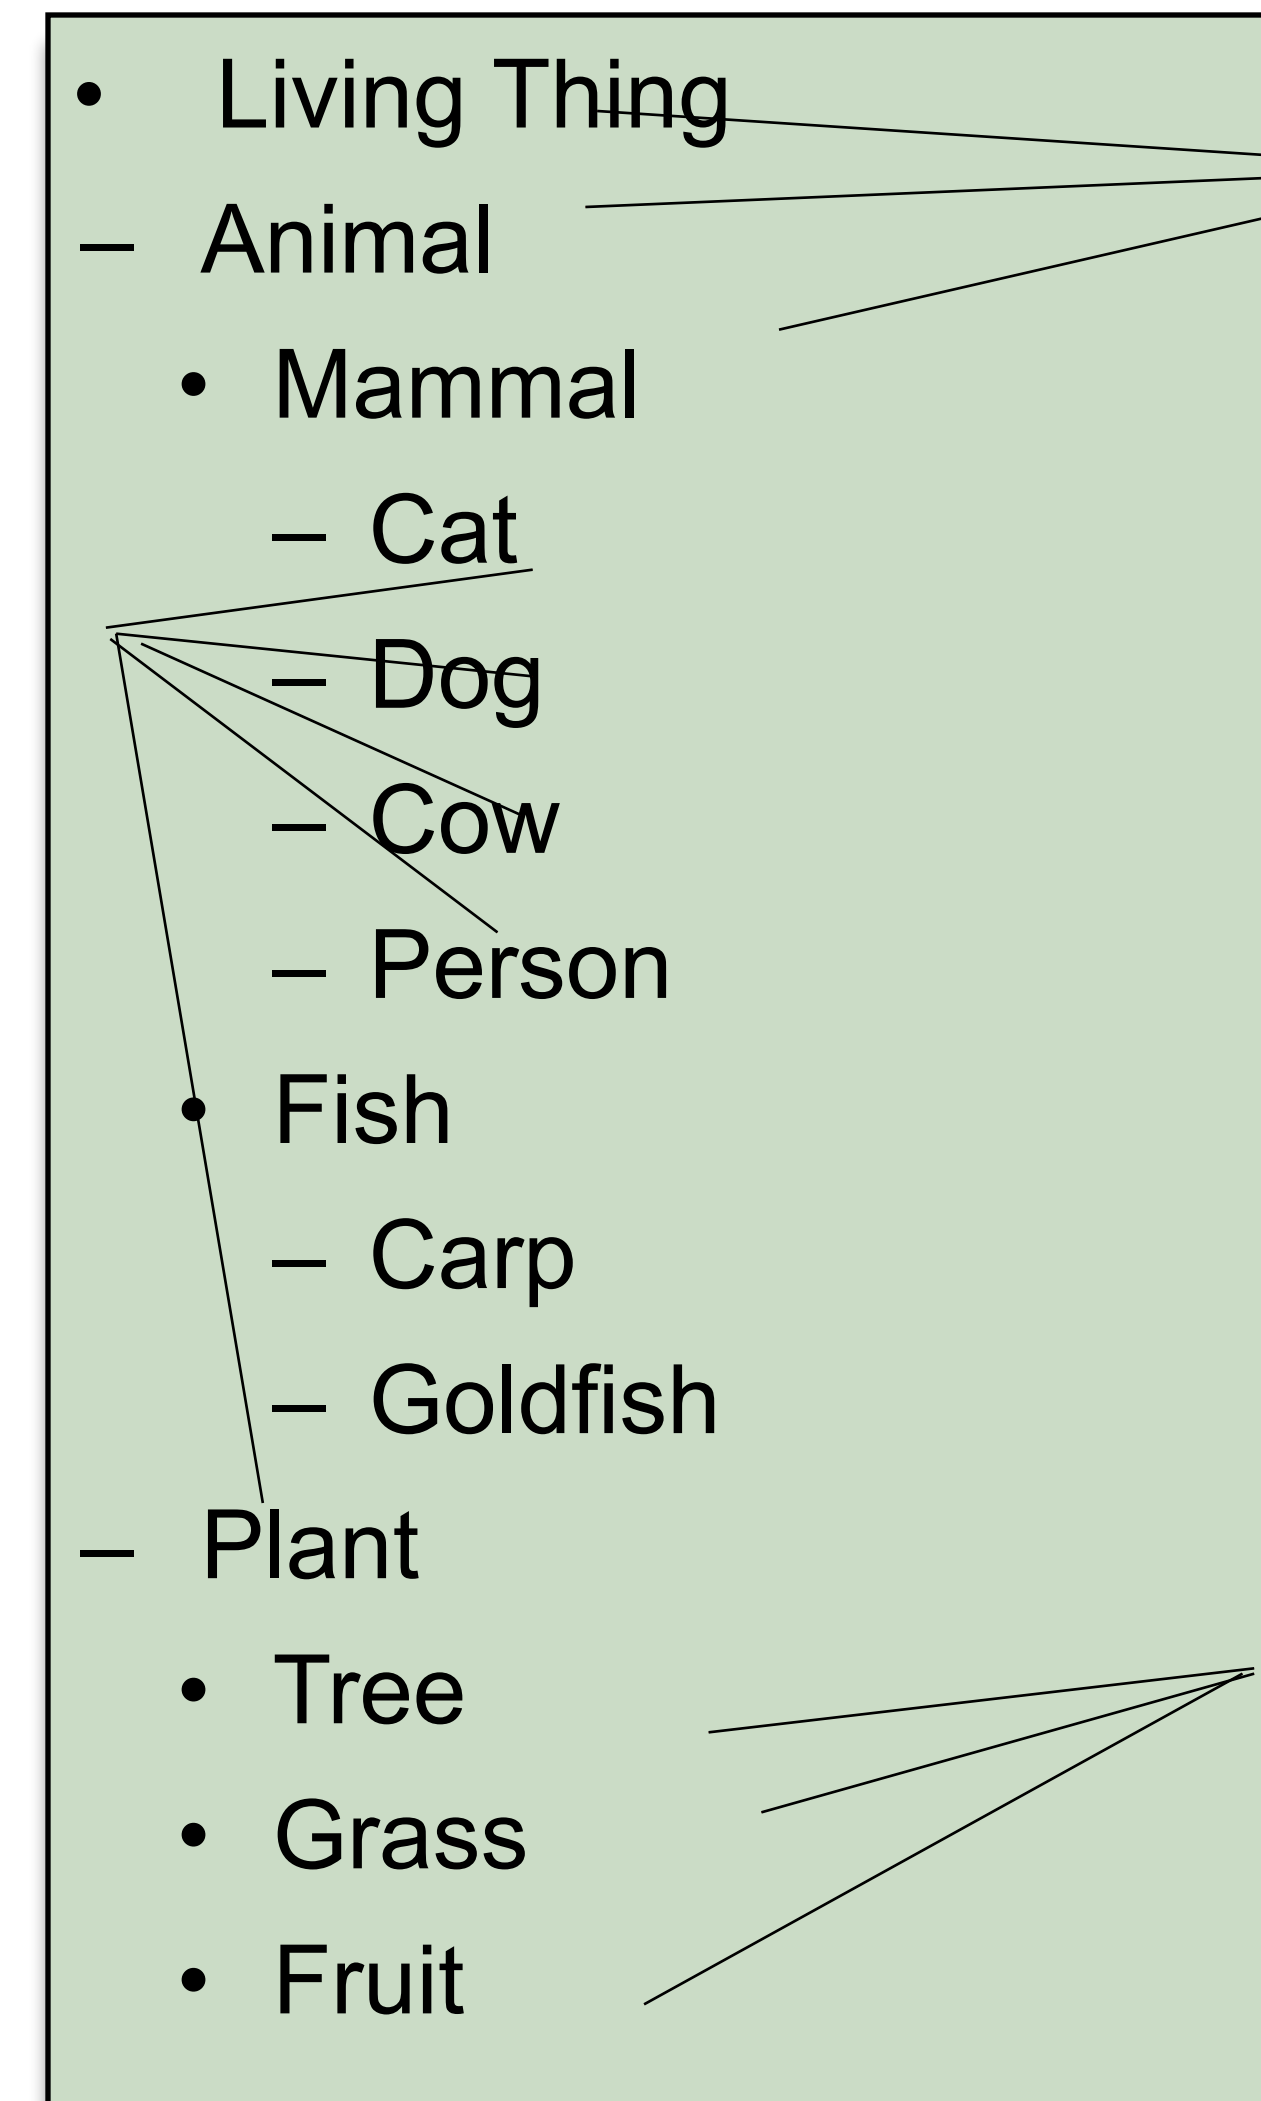 • Living Thing
– Animal
• Mammal
– Cat
– Dog
– Cow
– Person
• Fish
– Carp
– Goldfish
– Plant
• Tree
• Grass
• Fruit